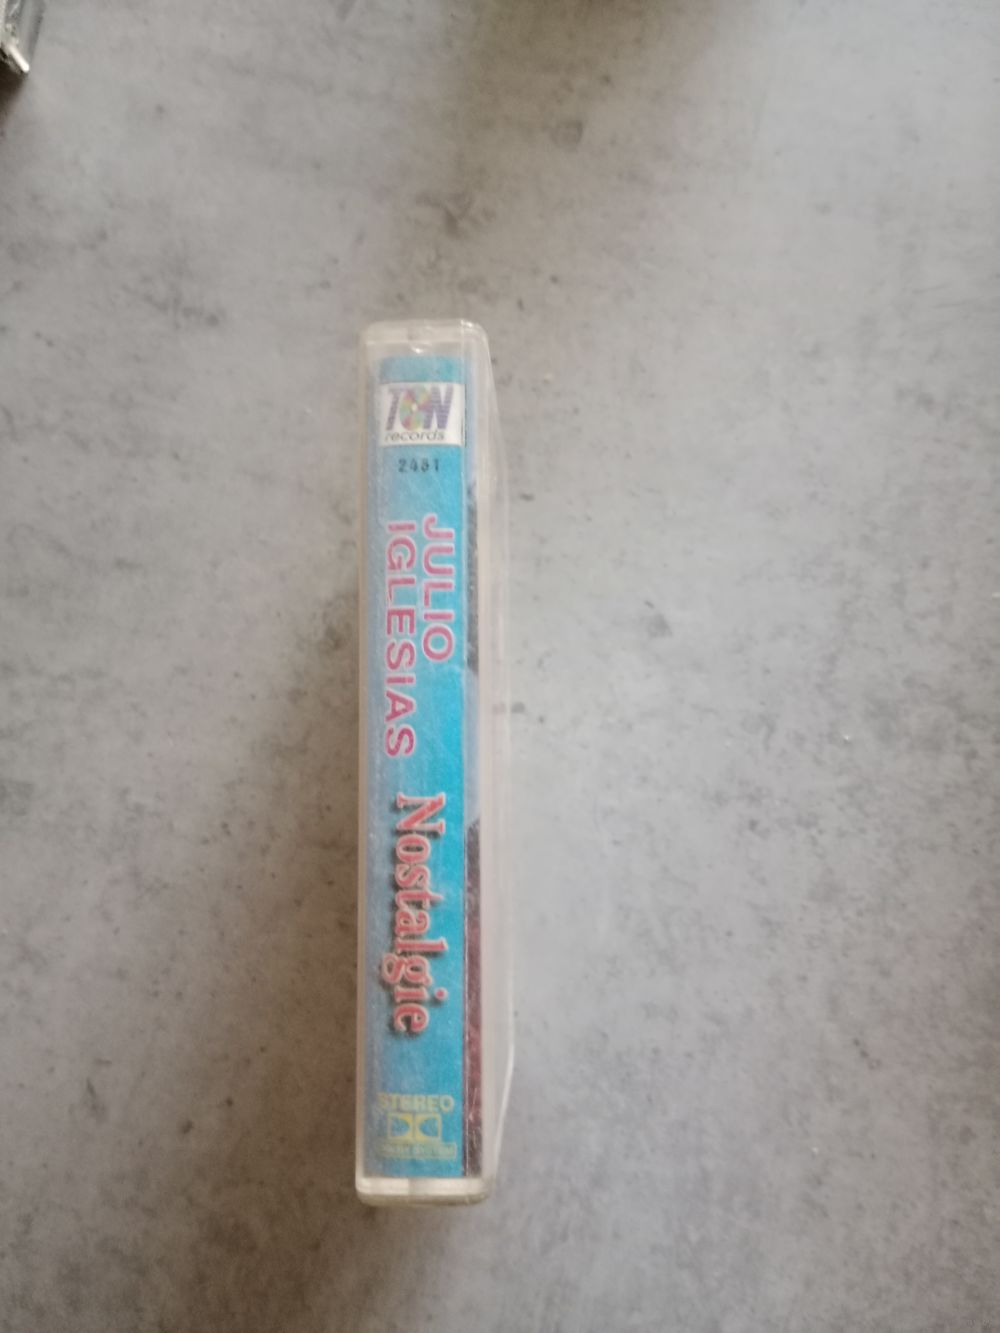 TON
records
2481
JULIO
IGLESIAS
Nostalgie
STEREO